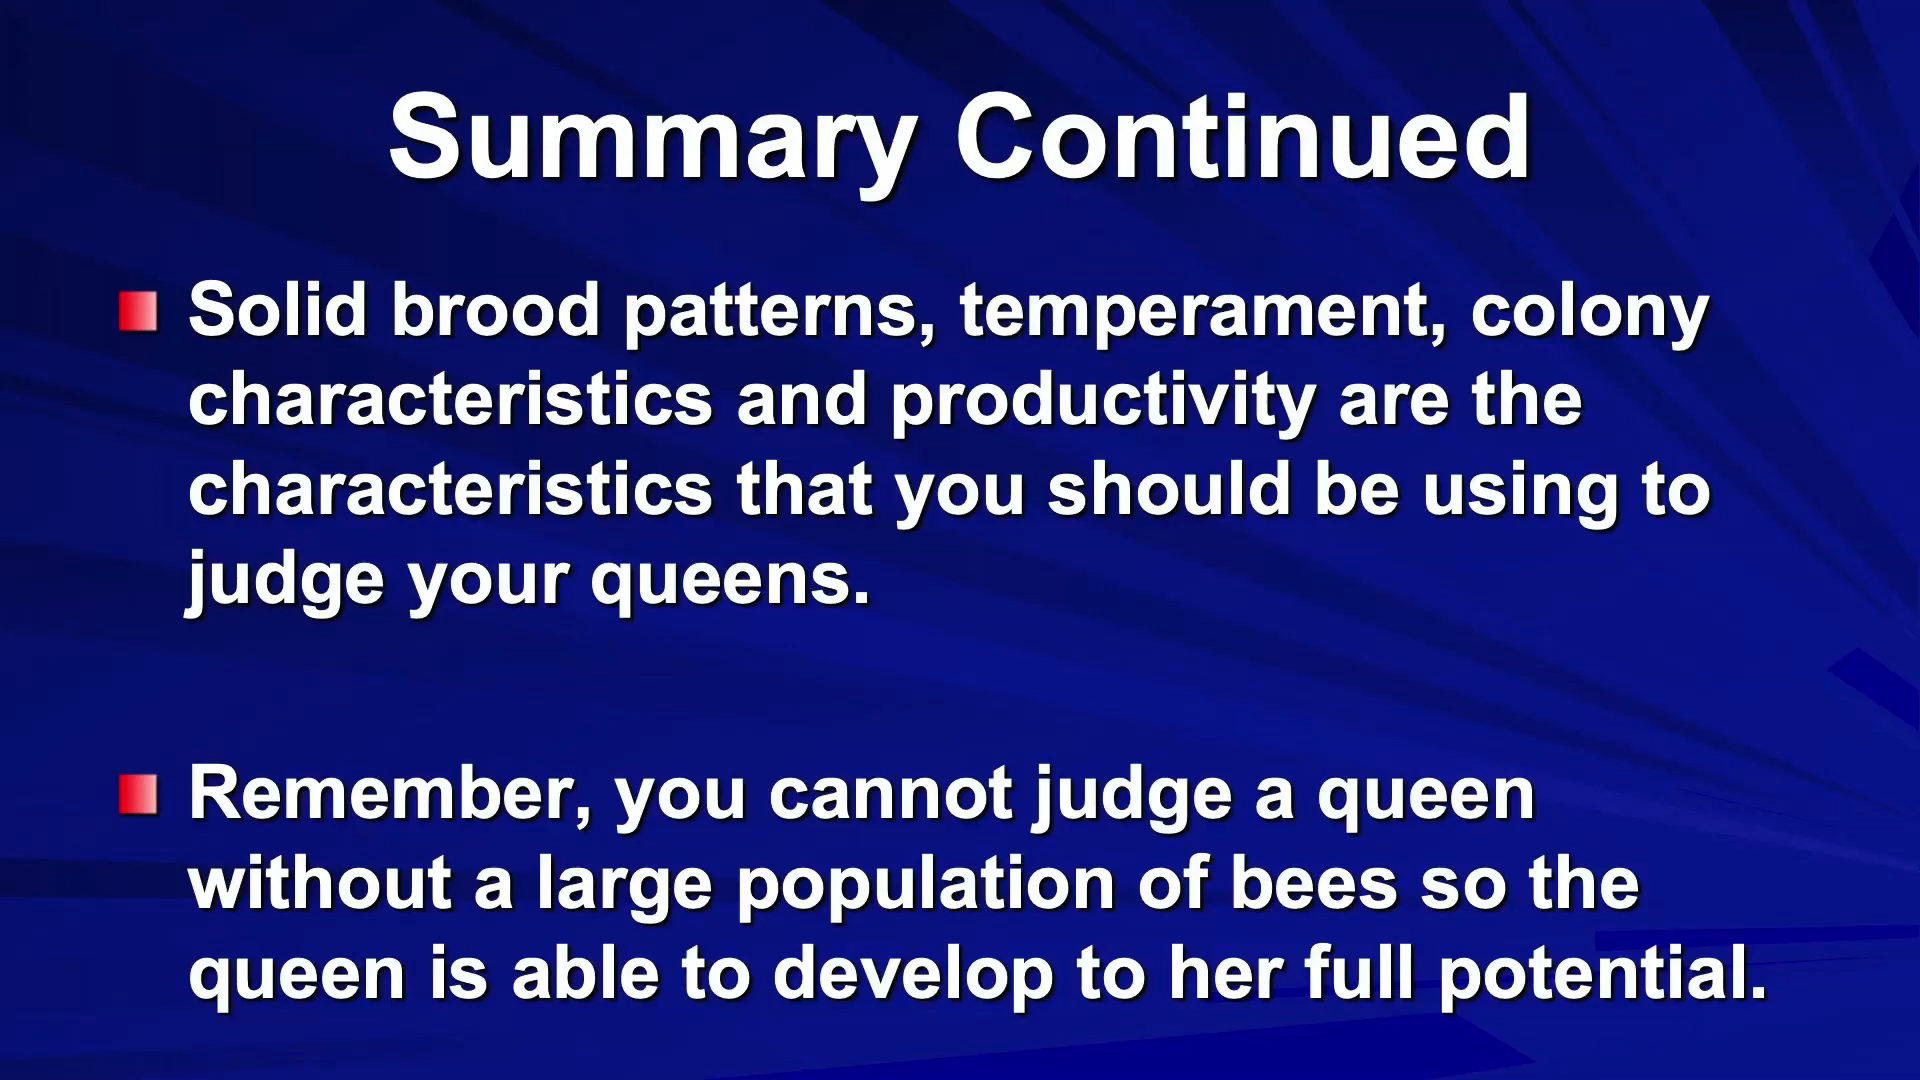 Summary Continued
Solid brood patterns, temperament, colony
characteristics and productivity are the
characteristics that you should be using to
judge your queens.
Remember, you cannot judge a queen
without a large population of bees so the
queen is able to develop to her full potential.